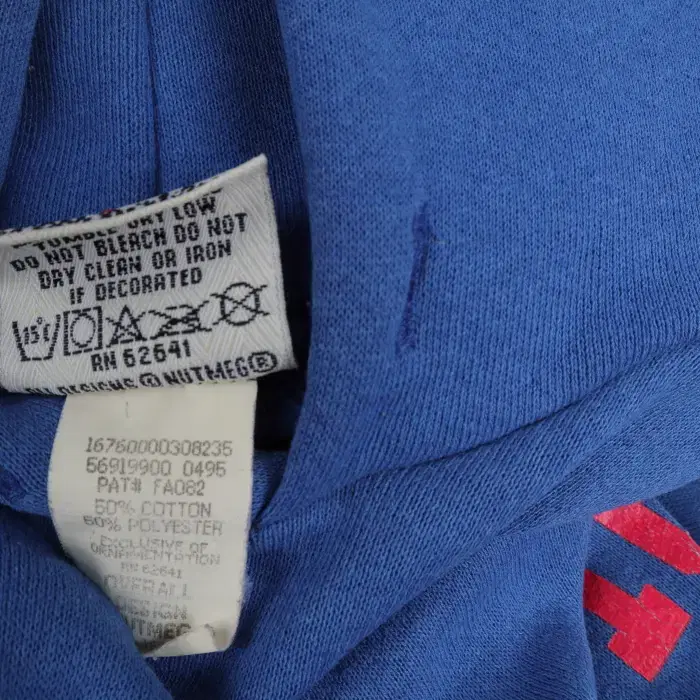 TUMBLE DRY LOW
DO NOT BLEACH DO NOT
DRY CLEAN OR IRON
IF DECORATED
15°C
RN 62641
DESIGNS © NUTMEG®
16760000308235
56919900 0495
PAT# FA082
50% COTTON
50% POLYESTER
EXCLUSIVE OF
ORNAMENTATION
RN 62641
OVERALL
DESIGN
NUTMEG